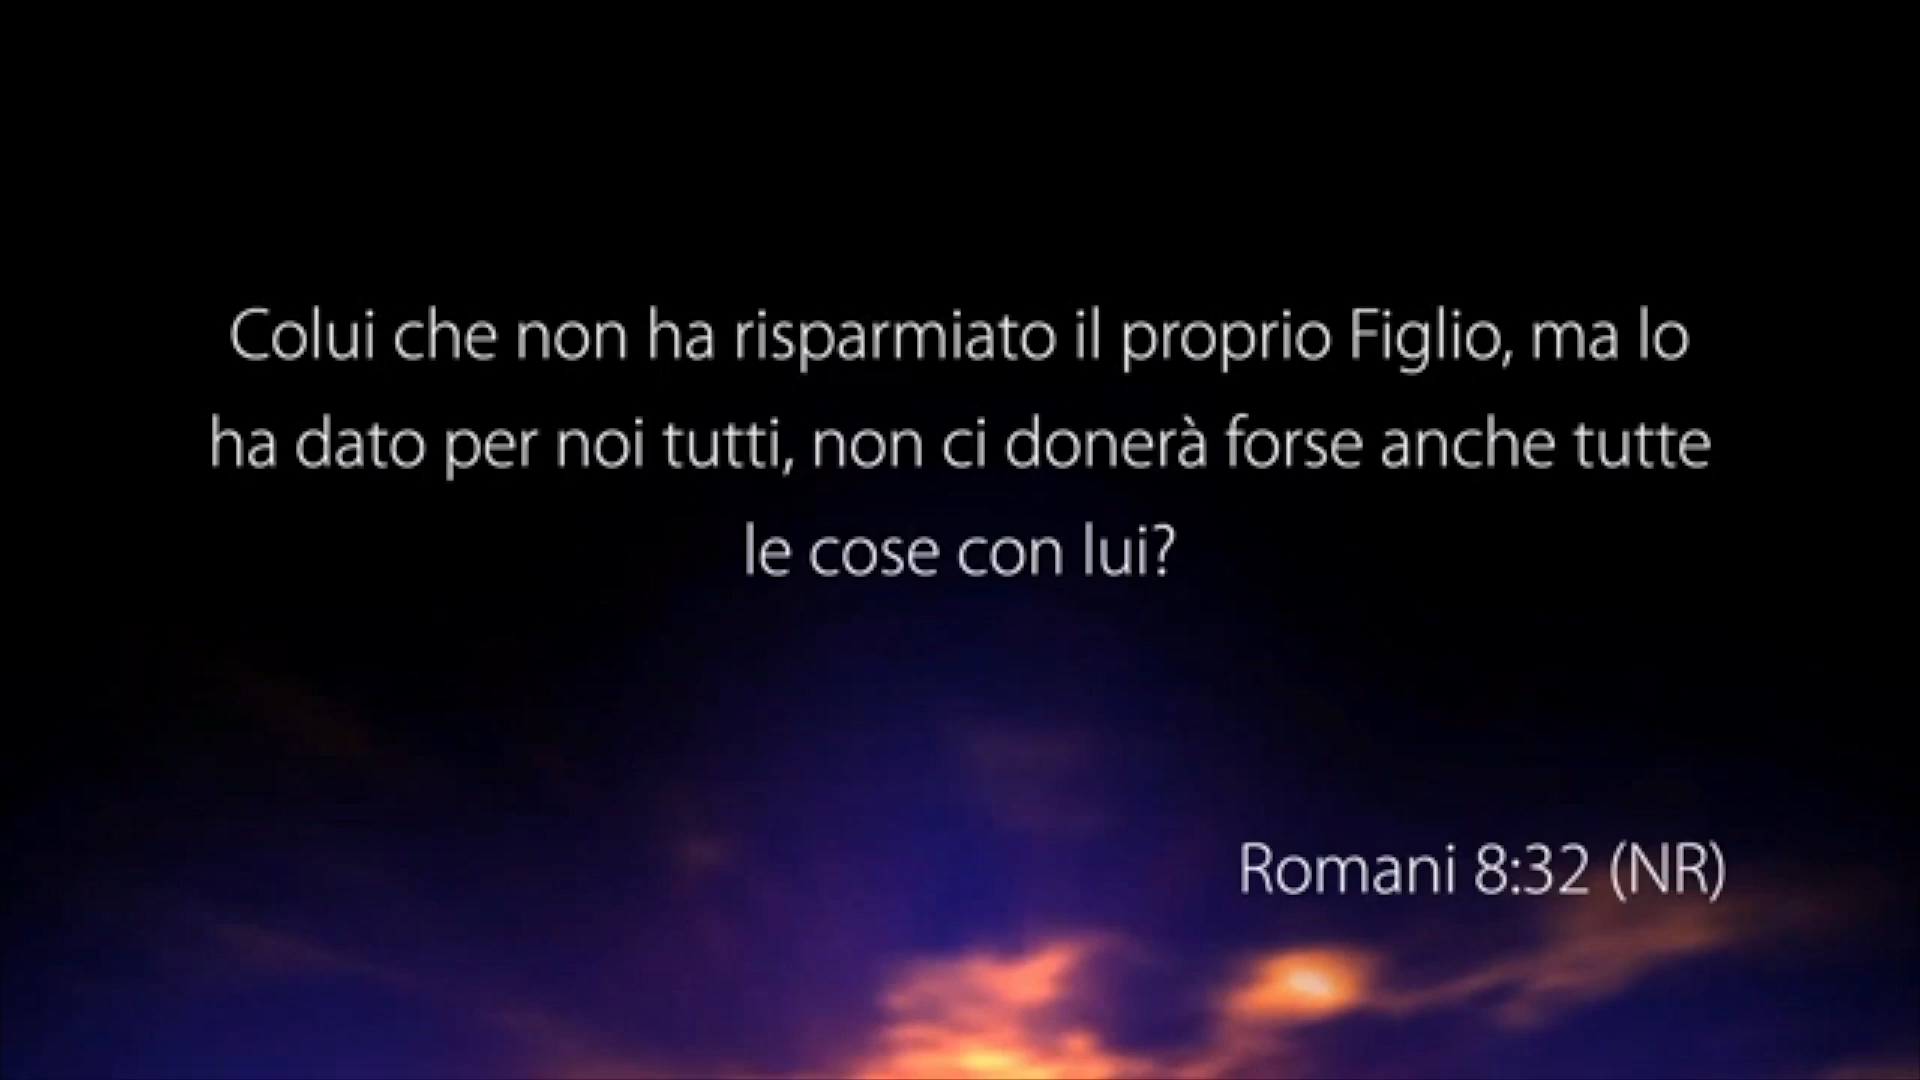 Colui che non ha risparmiato il proprio Figlio, ma lo
ha dato per noi tutti, non ci donerà forse anche tutte
le cose con lui?
Romani 8:32 (NR)